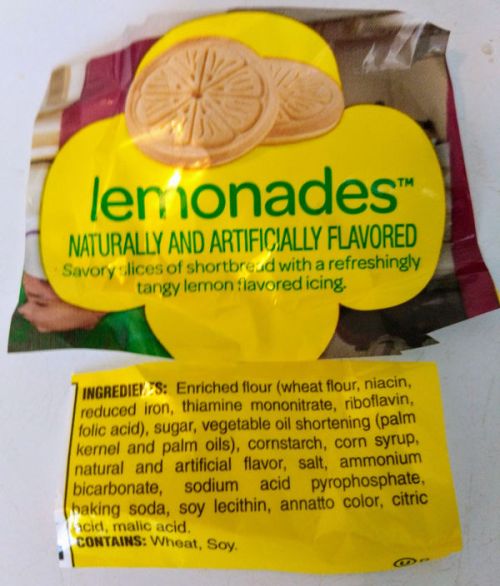 lemonades™
NATURALLY AND ARTIFICIALLY FLAVORED
Savory slices of shortbread with a refreshingly
tangy lemon flavored icing.
INGREDIENTS: Enriched flour (wheat flour, niacin,
reduced iron, thiamine mononitrate, riboflavin,
folic acid), sugar, vegetable oil shortening (palm
kernel and palm oils), cornstarch, corn syrup,
natural and artificial flavor, salt, ammonium
bicarbonate, sodium acid pyrophosphate,
baking soda, soy lecithin, annatto color, citric
acid, malic acid.
CONTAINS: Wheat, Soy.